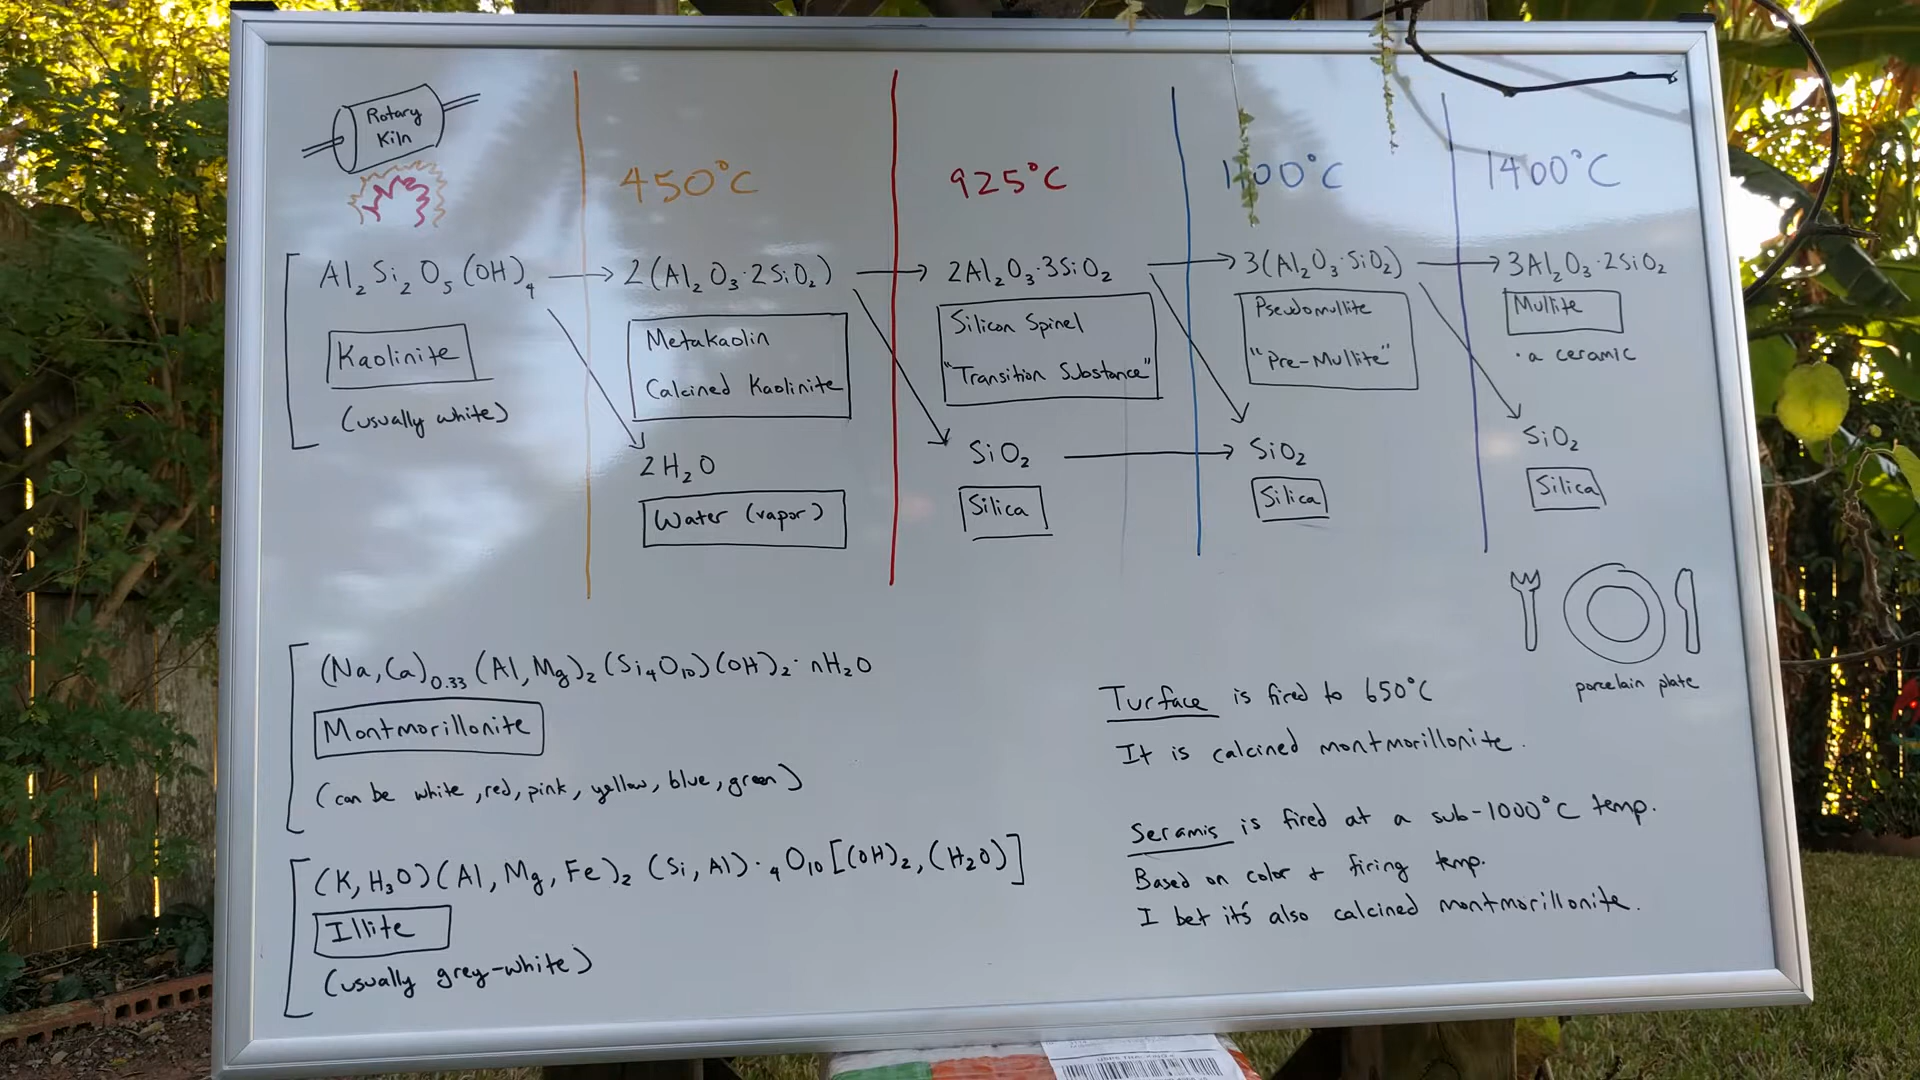 Rotary
Kiln
450°C
925°C
1100°C
1400°C
Al₂Si₂O₅(OH)₄ → 2(Al₂O₃·2SiO₂) → 2Al₂O₃·3SiO₂ → 3(Al₂O₃·SiO₂) → 3Al₂O₃·2SiO₂
Kaolinite
(usually white)
Metakaolin
Calcined Kaolinite
2H₂O
Water (vapor)
Silicon Spinel
"Transition Substance"
SiO₂
Silica
Pseudomullite
"Pre-Mullite"
SiO₂
Silica
Mullite
· a ceramic
SiO₂
Silica
porcelain plate
(Na,Ca)₀.₃₃(Al,Mg)₂(Si₄O₁₀)(OH)₂·nH₂O
Montmorillonite
(can be white, red, pink, yellow, blue, green)
(K,H₃O)(Al,Mg,Fe)₂(Si,Al)·₄O₁₀[(OH)₂,(H₂O)]
Illite
(usually grey-white)
Turface is fired to 650°C
It is calcined montmorillonite.
Seramis is fired at a sub-1000°C temp.
Based on color & firing temp.
I bet it's also calcined montmorillonite.